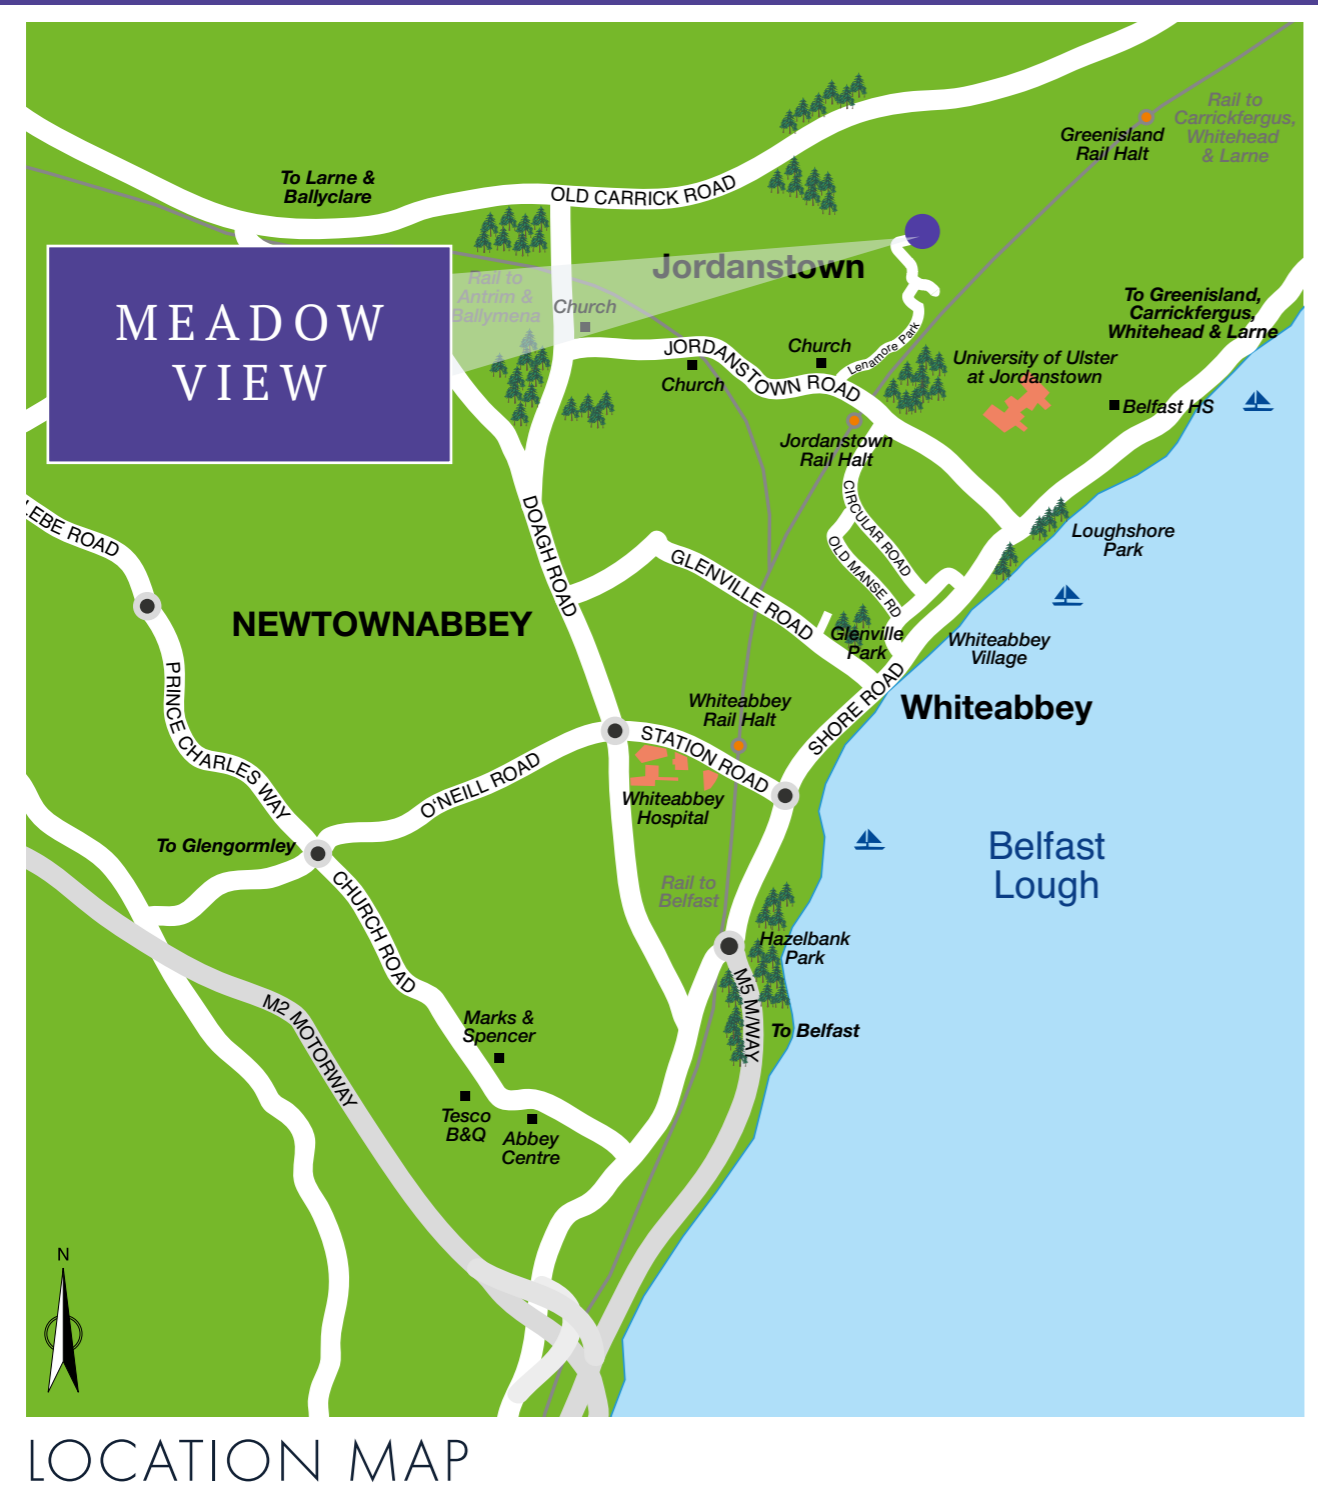 Rail to
Carrickfergus,
Whitehead
& Larne
Greenisland
Rail Halt
To Larne &
Ballyclare
OLD CARRICK ROAD
MEADOW
VIEW
Rail to
Antrim &
Ballymena
Church
Jordanstown
To Greenisland,
Carrickfergus,
Whitehead & Larne
JORDANSTOWN ROAD
Church
Church
Lenamore Park
University of Ulster
at Jordanstown
Belfast HS
Jordanstown
Rail Halt
LEBE ROAD
DOAGH ROAD
CIRCULAR ROAD
OLD MANSE RD
Loughshore
Park
GLENVILLE ROAD
NEWTOWNABBEY
Glenville
Park
Whiteabbey
Village
PRINCE CHARLES WAY
Whiteabbey
Rail Halt
SHORE ROAD
Whiteabbey
STATION ROAD
O'NEILL ROAD
Whiteabbey
Hospital
To Glengormley
Belfast
Lough
CHURCH ROAD
Rail to
Belfast
Hazelbank
Park
M5 M/WAY
To Belfast
M2 MOTORWAY
Marks &
Spencer
Tesco
B&Q
Abbey
Centre
N
LOCATION MAP